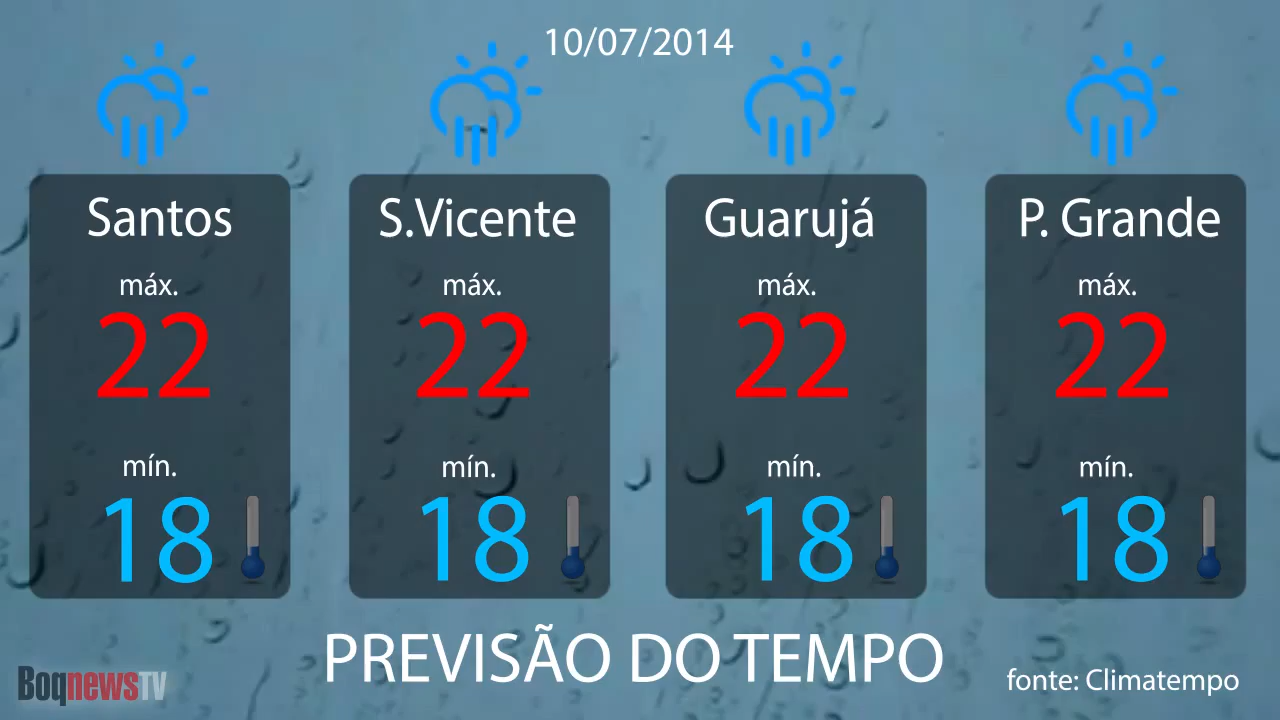 10/07/2014
Santos
máx.
22
mín.
18
S.Vicente
máx.
22
mín.
18
Guarujá
máx.
22
mín.
18
P. Grande
máx.
22
mín.
18
PREVISÃO DO TEMPO
BoqnewsTV
fonte: Climatempo